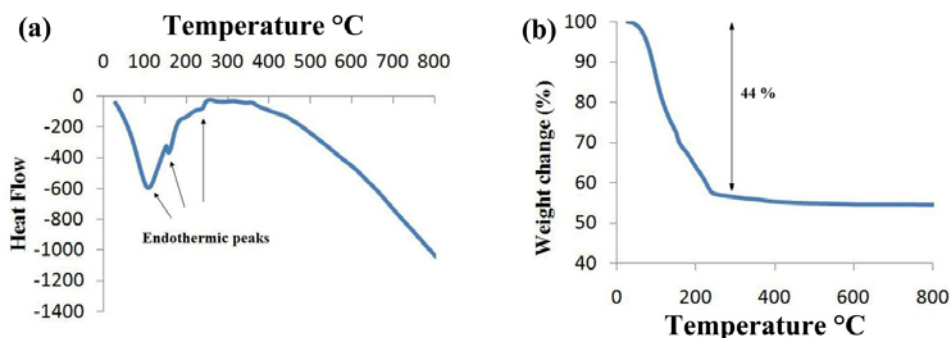 (a)
Temperature °C
0 100 200 300 400 500 600 700 800
0
-200
-400
-600
-800
-1000
-1200
-1400
Heat Flow
Endothermic peaks
(b)
100
90
80
70
60
50
40
Weight change (%)
44 %
0 200 400 600 800
Temperature °C